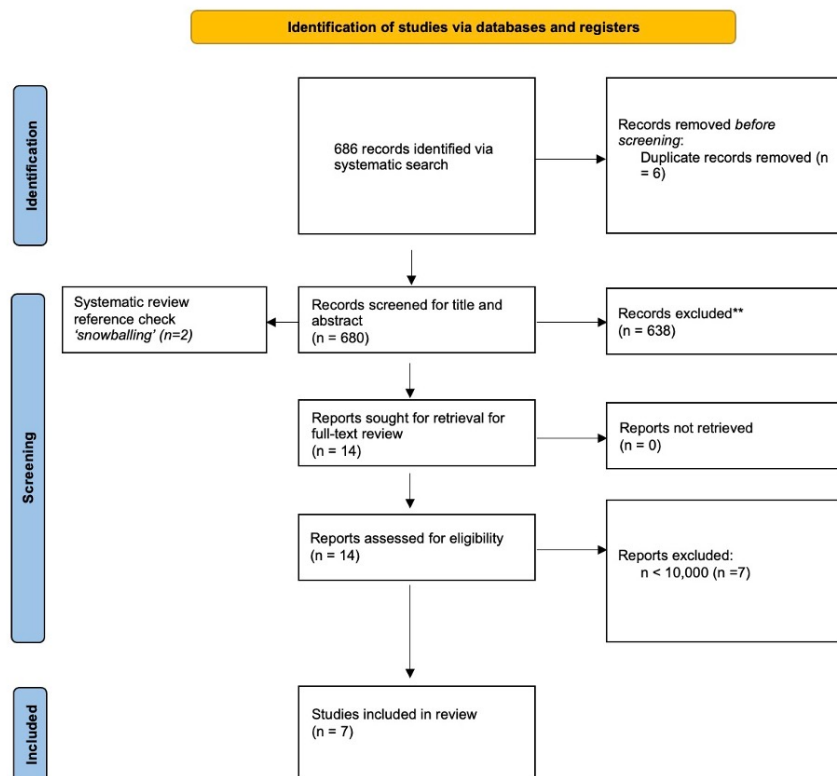 Identification of studies via databases and registers
Identification
686 records identified via
systematic search
Records removed before
screening:
Duplicate records removed (n
= 6)
Screening
Systematic review
reference check
‘snowballing’ (n=2)
Records screened for title and
abstract
(n = 680)
Records excluded**
(n = 638)
Reports sought for retrieval for
full-text review
(n = 14)
Reports not retrieved
(n = 0)
Reports assessed for eligibility
(n = 14)
Reports excluded:
n < 10,000 (n =7)
Included
Studies included in review
(n = 7)